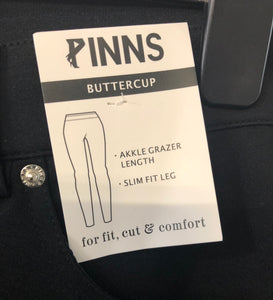 PINNS
BUTTERCUP
• AKKLE GRAZER
LENGTH
• SLIM FIT LEG
for fit, cut & comfort